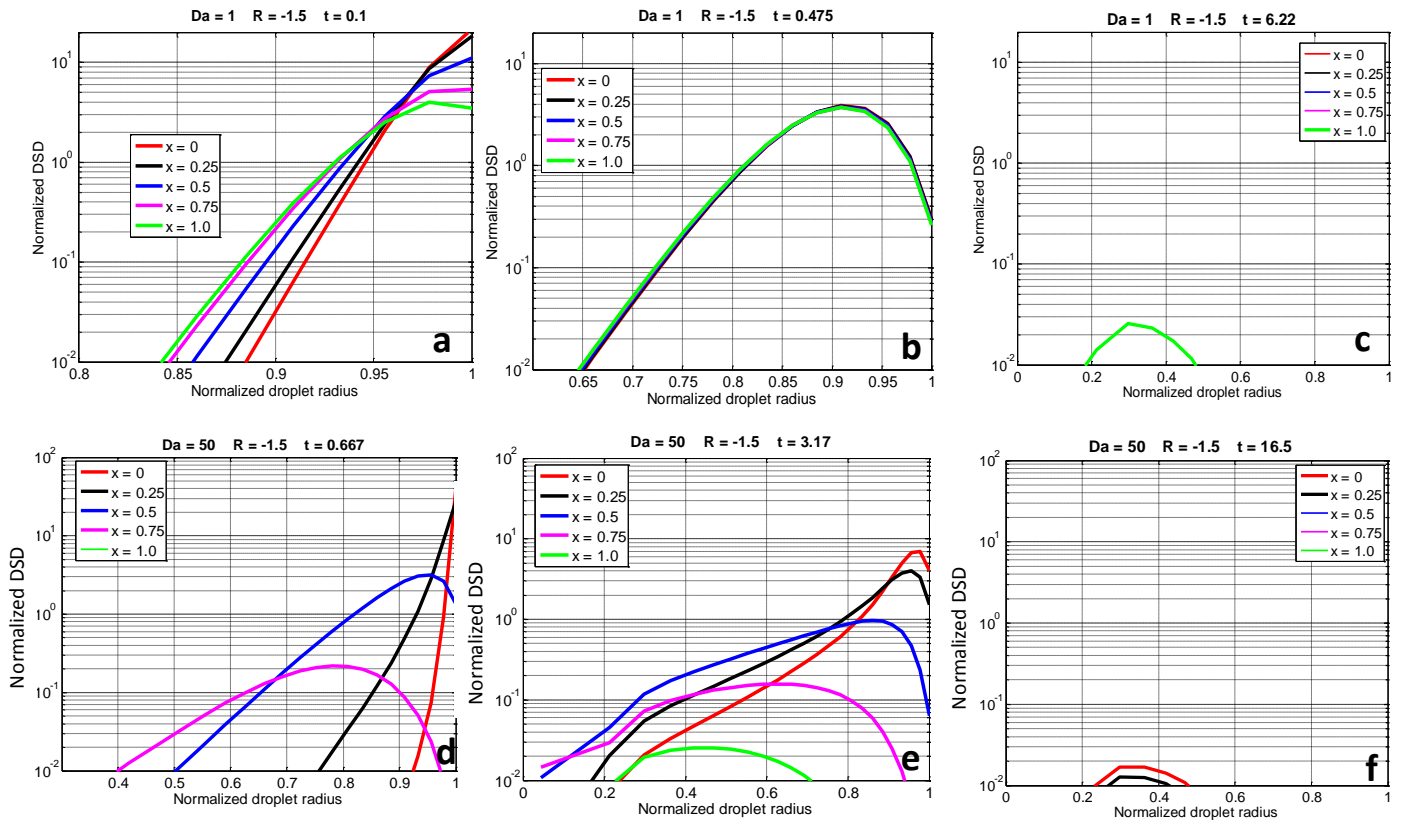 Da = 1 R = -1.5 t = 0.1
Normalized DSD
10^1
10^0
10^-1
10^-2
x = 0
x = 0.25
x = 0.5
x = 0.75
x = 1.0
a
0.8 0.85 0.9 0.95 1
Normalized droplet radius
Da = 1 R = -1.5 t = 0.475
Normalized DSD
10^1
10^0
10^-1
10^-2
x = 0
x = 0.25
x = 0.5
x = 0.75
x = 1.0
b
0.65 0.7 0.75 0.8 0.85 0.9 0.95 1
Normalized droplet radius
Da = 1 R = -1.5 t = 6.22
Normalized DSD
10^1
10^0
10^-1
10^-2
x = 0
x = 0.25
x = 0.5
x = 0.75
x = 1.0
c
0 0.2 0.4 0.6 0.8 1
Normalized droplet radius
Da = 50 R = -1.5 t = 0.667
Normalized DSD
10^2
10^1
10^0
10^-1
10^-2
x = 0
x = 0.25
x = 0.5
x = 0.75
x = 1.0
d
0.4 0.5 0.6 0.7 0.8 0.9 1
Normalized droplet radius
Da = 50 R = -1.5 t = 3.17
Normalized DSD
10^2
10^1
10^0
10^-1
10^-2
x = 0
x = 0.25
x = 0.5
x = 0.75
x = 1.0
e
0 0.2 0.4 0.6 0.8 1
Normalized droplet radius
Da = 50 R = -1.5 t = 16.5
Normalized DSD
10^2
10^1
10^0
10^-1
10^-2
x = 0
x = 0.25
x = 0.5
x = 0.75
x = 1.0
f
0 0.2 0.4 0.6 0.8 1
Normalized droplet radius